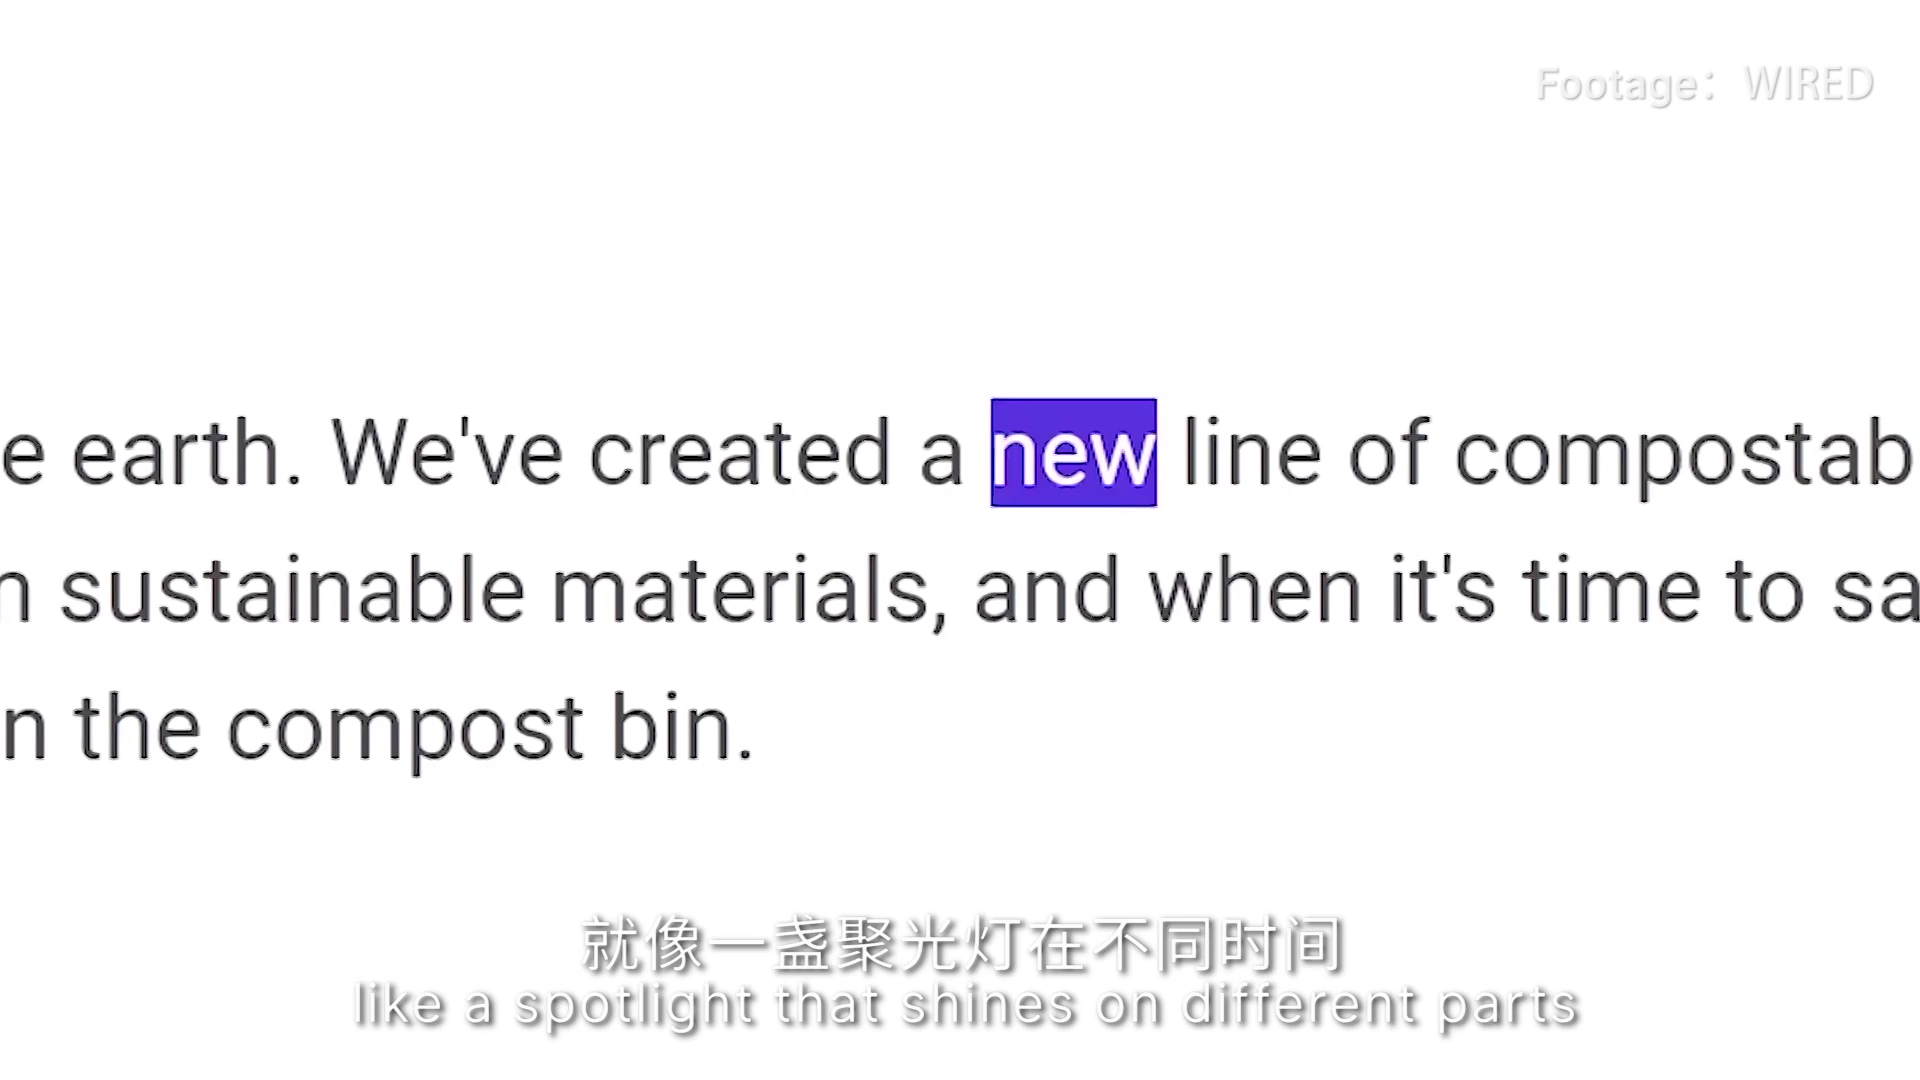 Footage： WIRED
e earth. We've created a new line of compostab
n sustainable materials, and when it's time to sa
n the compost bin.
就像一盏聚光灯在不同时间
like a spotlight that shines on different parts